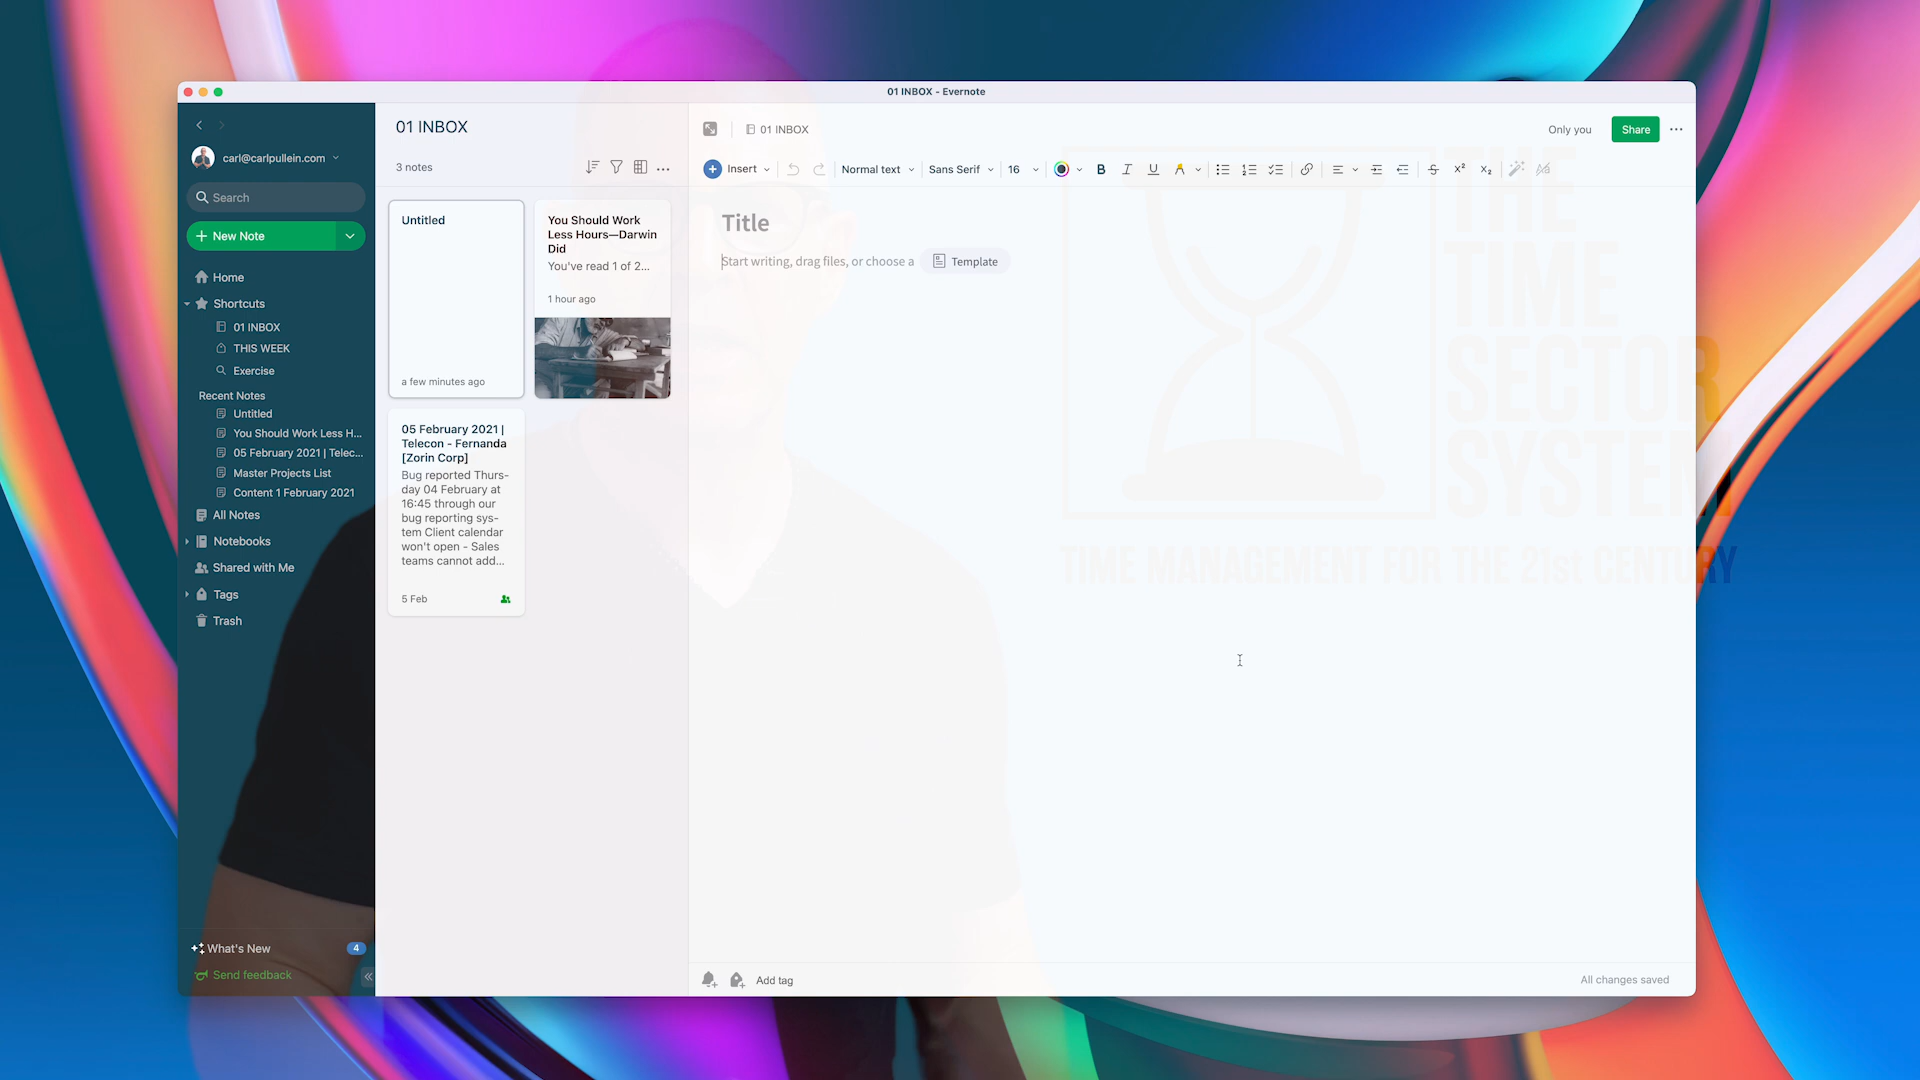 01 INBOX - Evernote
carl@carlpullein.com
Search
New Note
Home
Shortcuts
01 INBOX
THIS WEEK
Exercise
Recent Notes
Untitled
You Should Work Less H...
05 February 2021 | Telec...
Master Projects List
Content 1 February 2021
All Notes
Notebooks
Shared with Me
Tags
Trash
What's New
4
Send feedback
01 INBOX
3 notes
Untitled
a few minutes ago
You Should Work
Less Hours—Darwin
Did
You've read 1 of 2...
1 hour ago
05 February 2021 |
Telecon - Fernanda
[Zorin Corp]
Bug reported Thurs-
day 04 February at
16:45 through our
bug reporting sys-
tem Client calendar
won't open - Sales
teams cannot add...
5 Feb
01 INBOX
Only you
Share
Insert
Normal text
Sans Serif
16
Title
Start writing, drag files, or choose a
Template
THE
TIME
SECTOR
SYSTEM
TIME MANAGEMENT FOR THE 21st CENTURY
Add tag
All changes saved